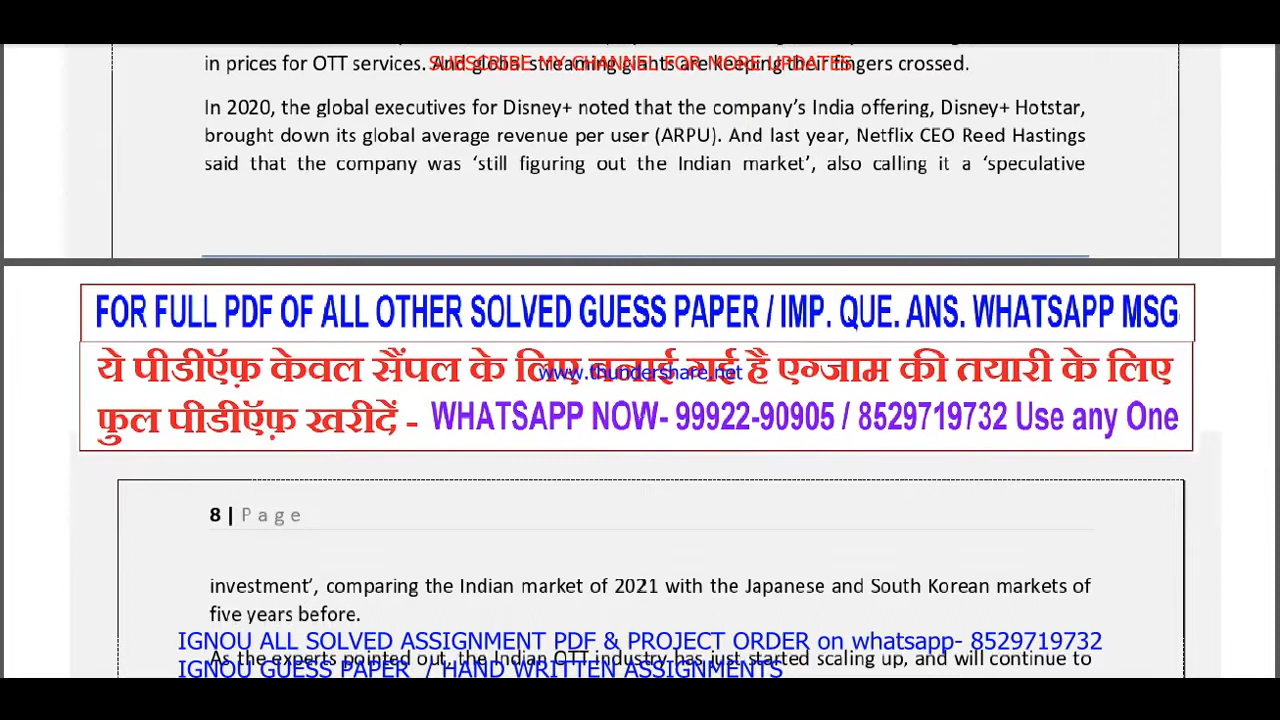 in prices for OTT services. And global streaming giants are keeping their fingers crossed.
SUBSCRIBE MY CHANNEL FOR MORE UPDATES
In 2020, the global executives for Disney+ noted that the company's India offering, Disney+ Hotstar,
brought down its global average revenue per user (ARPU). And last year, Netflix CEO Reed Hastings
said that the company was ‘still figuring out the Indian market’, also calling it a ‘speculative
FOR FULL PDF OF ALL OTHER SOLVED GUESS PAPER / IMP. QUE. ANS. WHATSAPP MSG
ये पीडीऍफ़ केवल सैंपल के लिए बनाई गई है एग्जाम की तयारी के लिए
www.thundershare.net
फुल पीडीऍफ़ खरीदें - WHATSAPP NOW- 99922-90905 / 8529719732 Use any One
8 | Page
investment’, comparing the Indian market of 2021 with the Japanese and South Korean markets of
five years before.
IGNOU ALL SOLVED ASSIGNMENT PDF & PROJECT ORDER on whatsapp- 8529719732
As the experts pointed out, the Indian OTT industry has just started scaling up, and will continue to
IGNOU GUESS PAPER / HAND WRITTEN ASSIGNMENTS